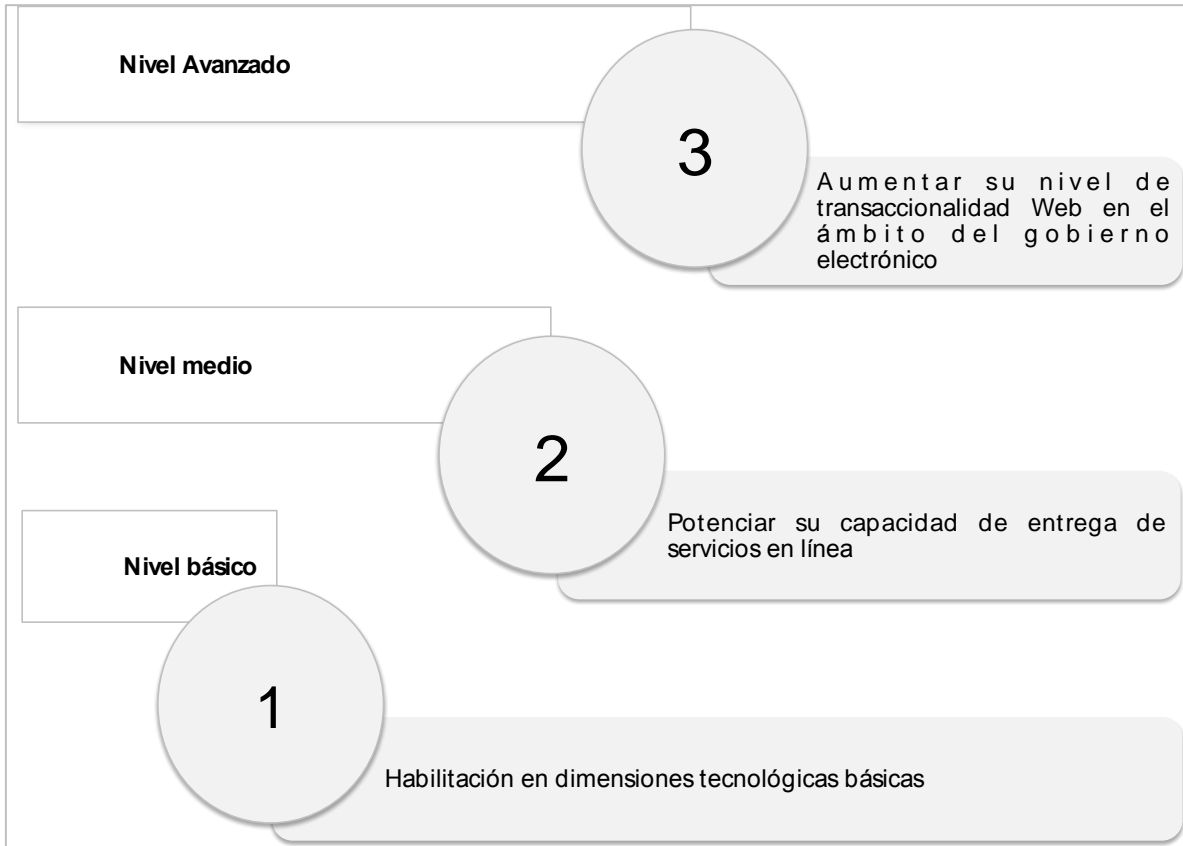 Nivel Avanzado
3
Aumentar su nivel de
transaccionalidad Web en el
ámbito del gobierno
electrónico
Nivel medio
2
Potenciar su capacidad de entrega de
servicios en línea
Nivel básico
1
Habilitación en dimensiones tecnológicas básicas